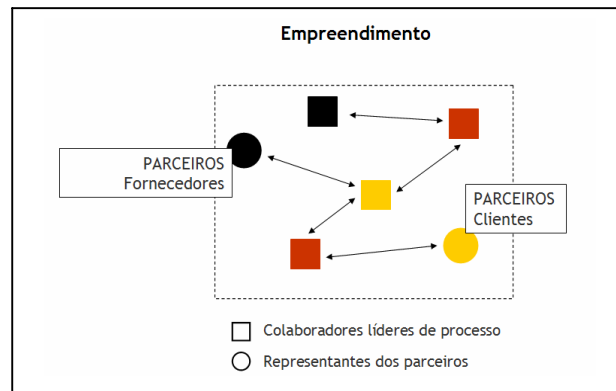 Empreendimento
PARCEIROS
Fornecedores
PARCEIROS
Clientes
Colaboradores líderes de processo
Representantes dos parceiros